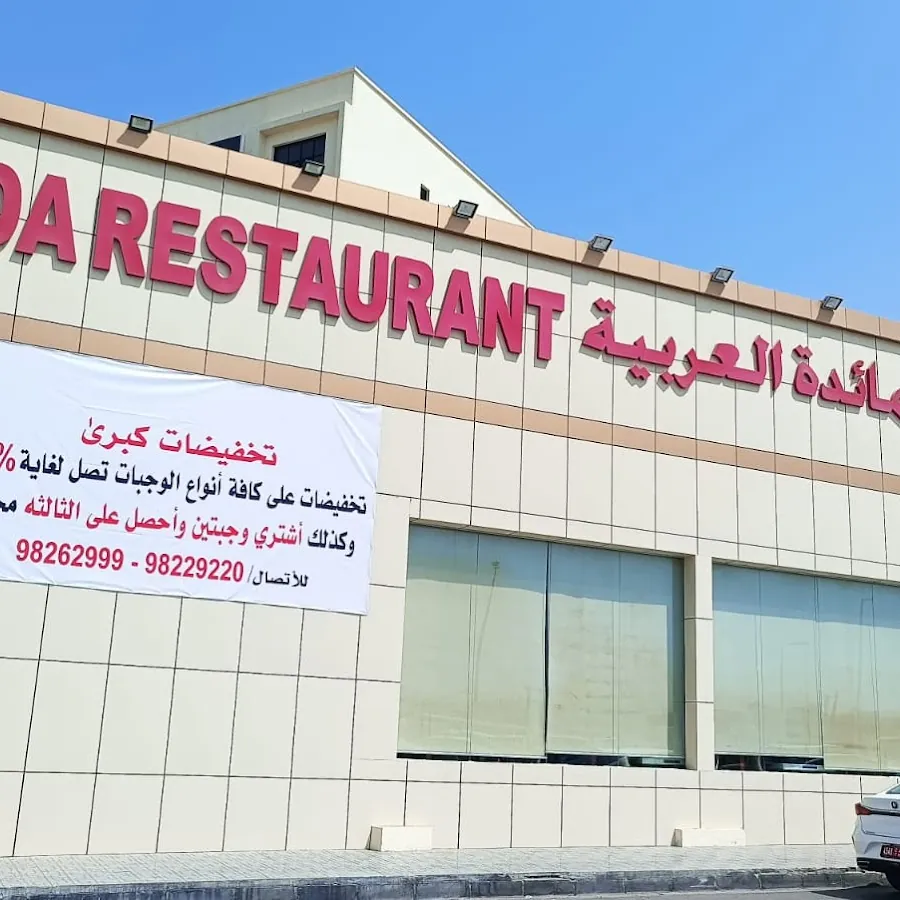 DA RESTAURANT
مائدة العربية
تخفيضات كبرىٰ
تخفيضات على كافة أنواع الوجبات تصل لغاية %
وكذلك أشتري وجبتين وأحصل على الثالثه
للأتصال/ 98229220 - 98262999